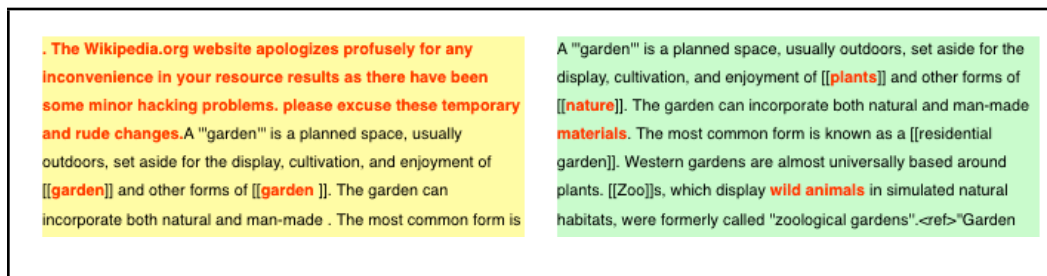 . The Wikipedia.org website apologizes profusely for any
inconvenience in your resource results as there have been
some minor hacking problems. please excuse these temporary
and rude changes.A '''garden''' is a planned space, usually
outdoors, set aside for the display, cultivation, and enjoyment of
[[garden]] and other forms of [[garden ]]. The garden can
incorporate both natural and man-made . The most common form is
A '''garden''' is a planned space, usually outdoors, set aside for the
display, cultivation, and enjoyment of [[plants]] and other forms of
[[nature]]. The garden can incorporate both natural and man-made
materials. The most common form is known as a [[residential
garden]]. Western gardens are almost universally based around
plants. [[Zoo]]s, which display wild animals in simulated natural
habitats, were formerly called "zoological gardens".<ref>"Garden